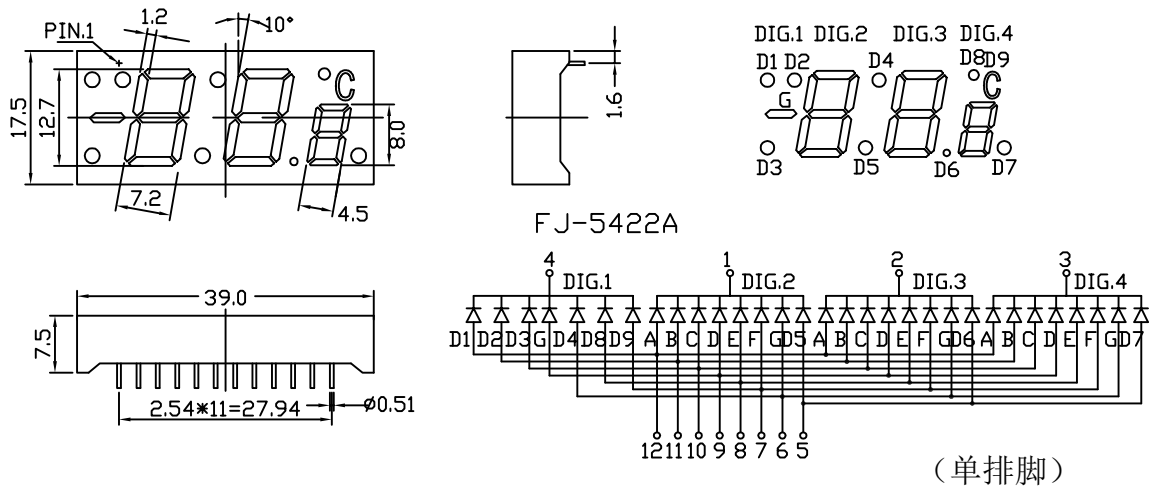 PIN.1
1.2
10°
17.5
12.7
8.0
7.2
4.5
1.6
DIG.1 DIG.2 DIG.3 DIG.4
D1 D2 D4 D8 D9
G
D3 D5 D6 D7
FJ-5422A
39.0
7.5
2.54*11=27.94
ϕ0.51
4 1 2 3
DIG.1 DIG.2 DIG.3 DIG.4
D1 D2 D3 G D4 D8 D9 A B C D E F G D5 A B C D E F G D6 A B C D E F G D7
12 11 10 9 8 7 6 5
（单排脚）